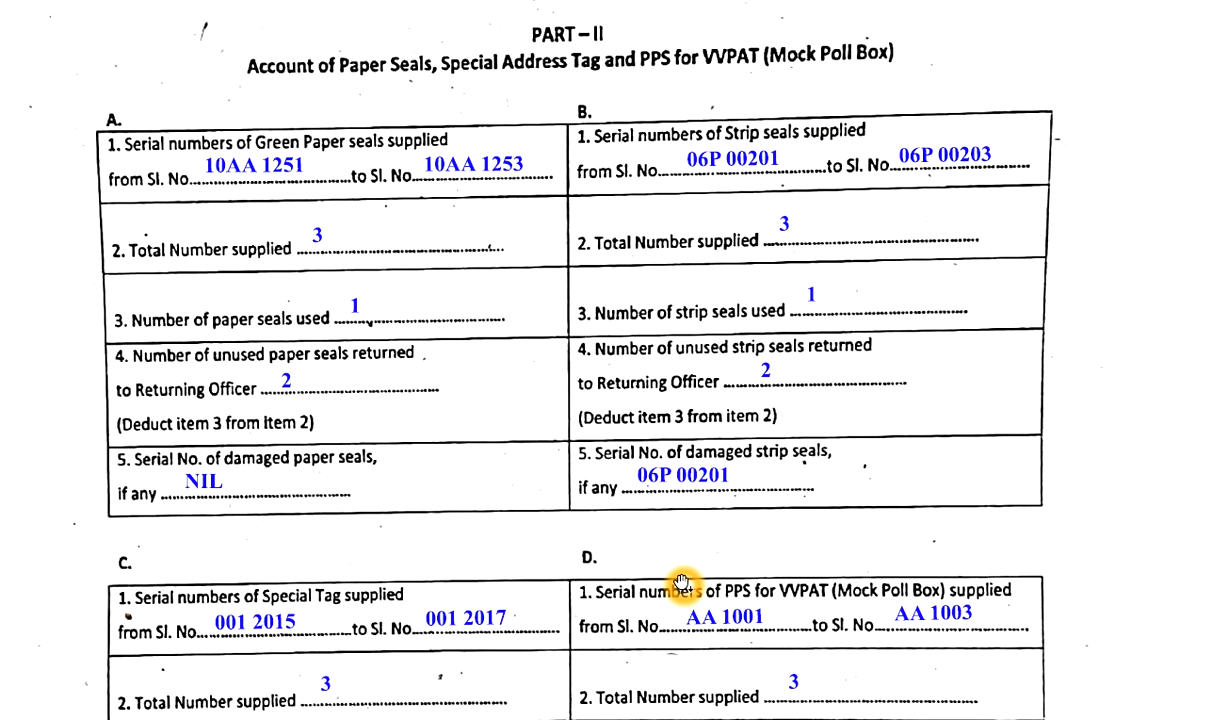 PART – II
Account of Paper Seals, Special Address Tag and PPS for VVPAT (Mock Poll Box)
A.
1. Serial numbers of Green Paper seals supplied
from Sl. No. 10AA 1251 to Sl. No. 10AA 1253
2. Total Number supplied 3
3. Number of paper seals used 1
4. Number of unused paper seals returned
to Returning Officer 2
(Deduct item 3 from Item 2)
5. Serial No. of damaged paper seals,
if any NIL
B.
1. Serial numbers of Strip seals supplied
from Sl. No. 06P 00201 to Sl. No. 06P 00203
2. Total Number supplied 3
3. Number of strip seals used 1
4. Number of unused strip seals returned
to Returning Officer 2
(Deduct item 3 from item 2)
5. Serial No. of damaged strip seals,
if any 06P 00201
C.
1. Serial numbers of Special Tag supplied
from Sl. No. 001 2015 to Sl. No. 001 2017
2. Total Number supplied 3
D.
1. Serial numbers of PPS for VVPAT (Mock Poll Box) supplied
from Sl. No. AA 1001 to Sl. No. AA 1003
2. Total Number supplied 3